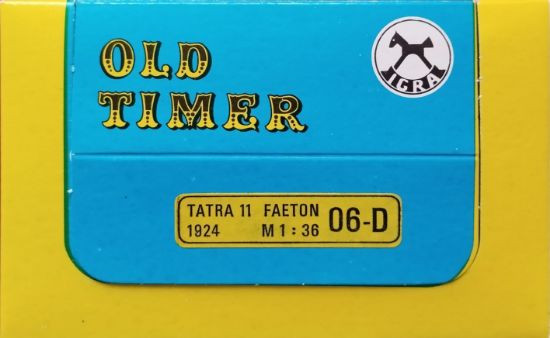 OLD
TIMER
IGRA
TATRA 11 FAETON
1924 M 1 : 36
06-D